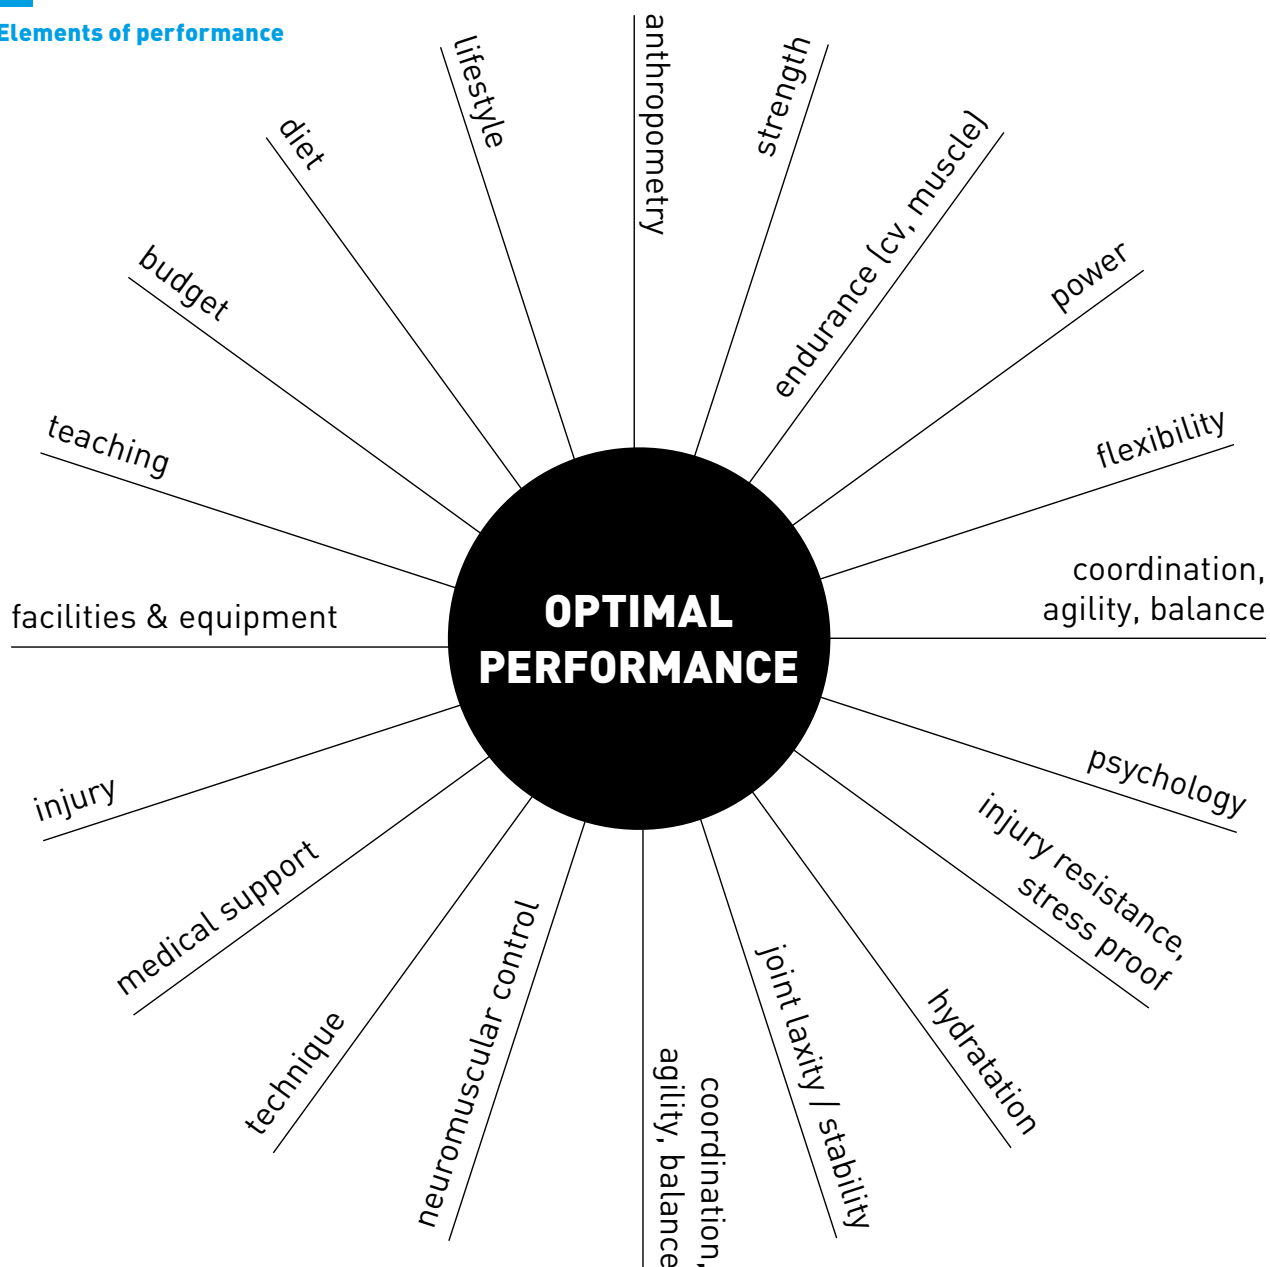 Elements of performance
anthropometry
strength
endurance (cv, muscle)
power
flexibility
coordination,
agility, balance
psychology
injury resistance,
stress proof
hydratation
joint laxity / stability
coordination,
agility, balance
neuromuscular control
technique
medical support
injury
facilities & equipment
teaching
budget
diet
lifestyle
OPTIMAL
PERFORMANCE